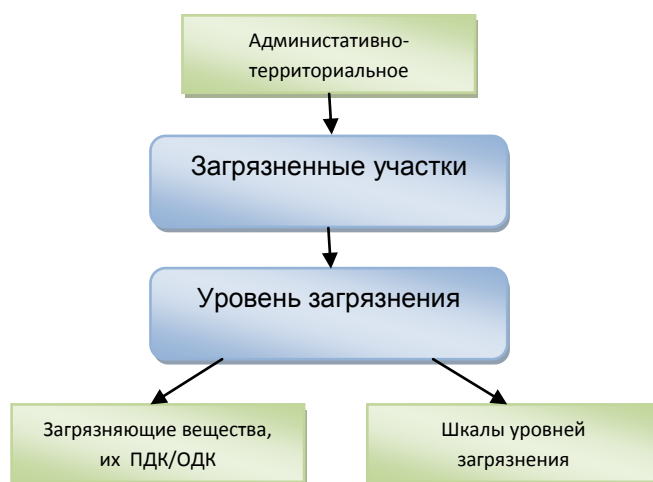 Администативно-
территориальное
Загрязненные участки
Уровень загрязнения
Загрязняющие вещества,
их ПДК/ОДК
Шкалы уровней
загрязнения